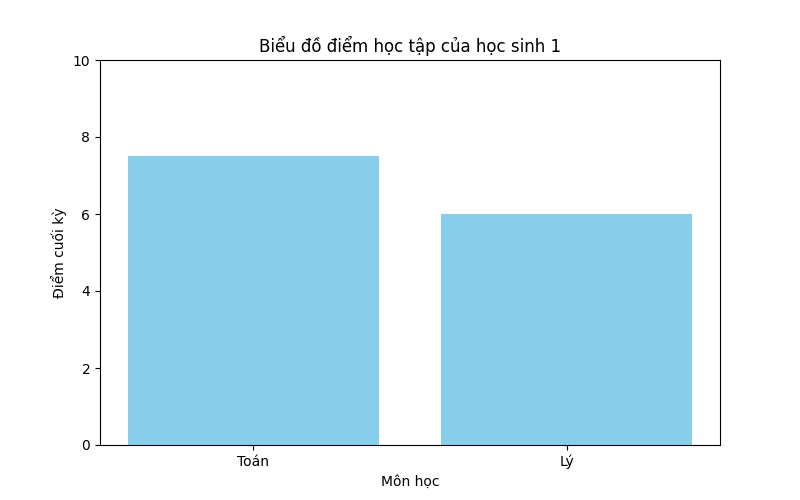 Biểu đồ điểm học tập của học sinh 1
10
8
6
4
2
0
Điểm cuối kỳ
Toán
Lý
Môn học